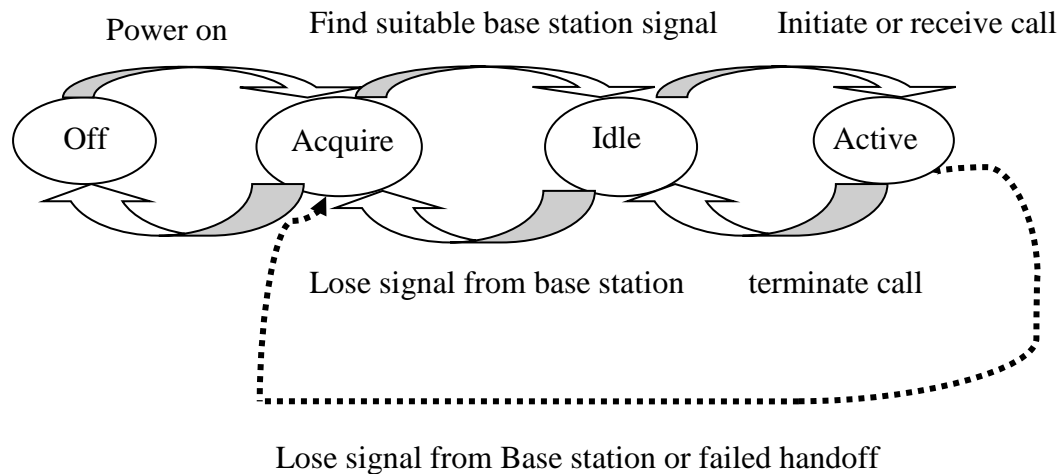 Power on
Find suitable base station signal
Initiate or receive call
Off
Acquire
Idle
Active
Lose signal from base station
terminate call
Lose signal from Base station or failed handoff